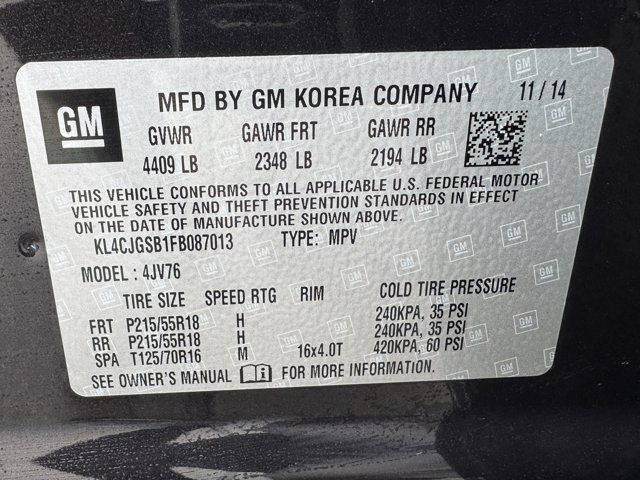 GM
MFD BY GM KOREA COMPANY 11 / 14
GVWR GAWR FRT GAWR RR
4409 LB 2348 LB 2194 LB
THIS VEHICLE CONFORMS TO ALL APPLICABLE U.S. FEDERAL MOTOR
VEHICLE SAFETY AND THEFT PREVENTION STANDARDS IN EFFECT
ON THE DATE OF MANUFACTURE SHOWN ABOVE.
KL4CJGSB1FB087013 TYPE: MPV
MODEL : 4JV76
TIRE SIZE SPEED RTG RIM COLD TIRE PRESSURE
FRT P215/55R18 H 240KPA, 35 PSI
RR P215/55R18 H 240KPA, 35 PSI
SPA T125/70R16 M 16x4.0T 420KPA, 60 PSI
SEE OWNER'S MANUAL FOR MORE INFORMATION.